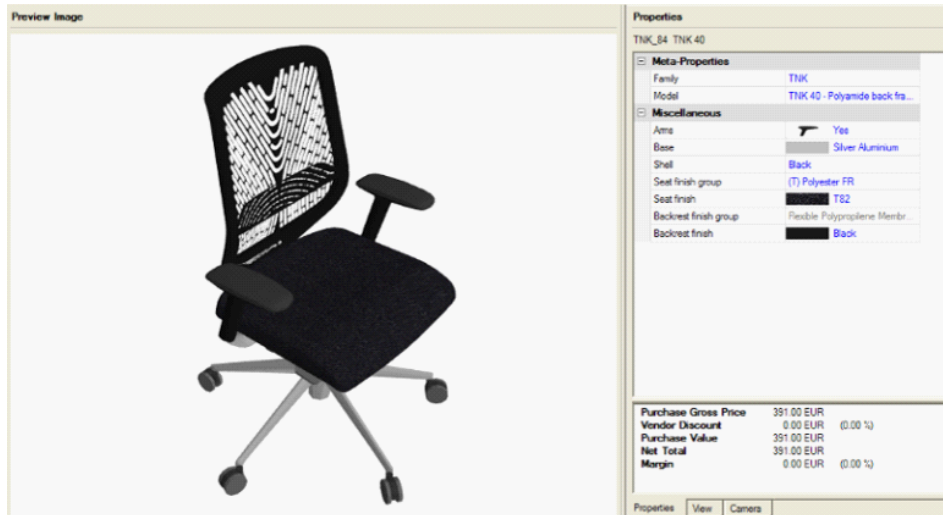 Preview Image
Properties
TNK_84 TNK 40
Meta-Properties
Family TNK
Model TNK 40 - Polyamide back fra...
Miscellaneous
Arms Yes
Base Silver Aluminium
Shell Black
Seat finish group (T) Polyester FR
Seat finish T82
Backrest finish group Flexible Polypropilene Membr...
Backrest finish Black
Purchase Gross Price 391.00 EUR
Vendor Discount 0.00 EUR (0.00 %)
Purchase Value 391.00 EUR
Net Total 391.00 EUR
Margin 0.00 EUR (0.00 %)
Properties View Camera